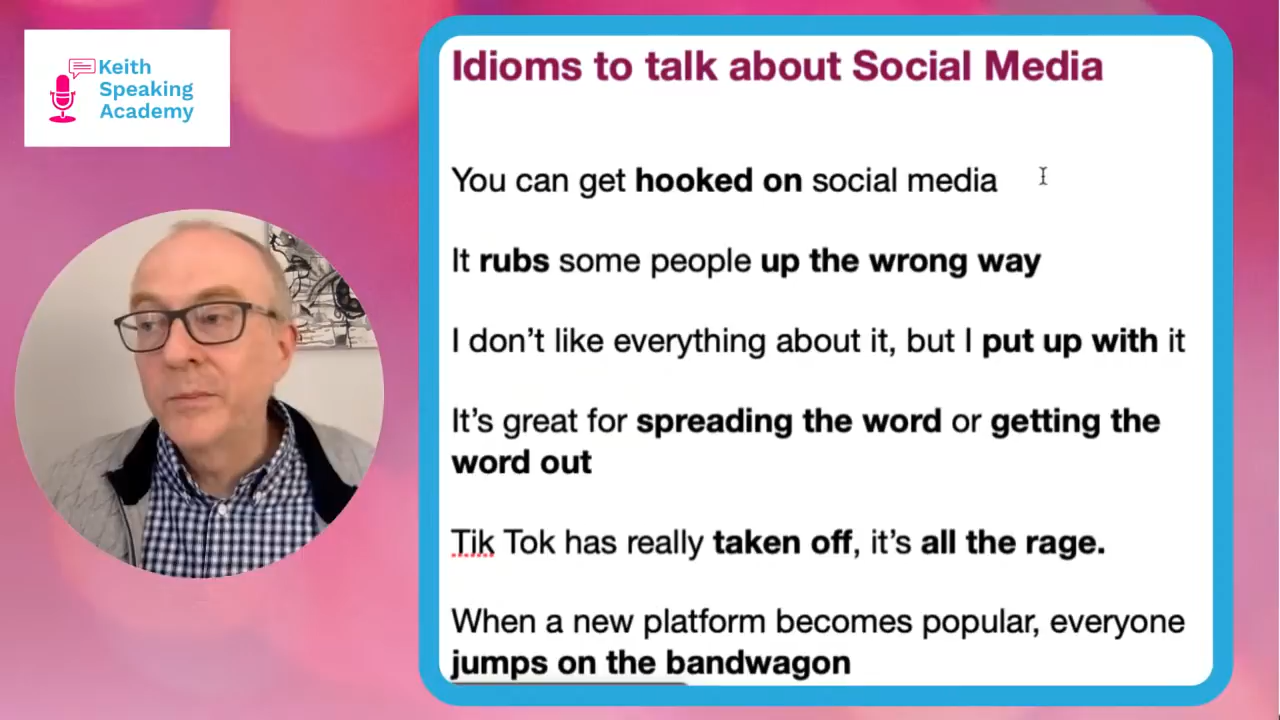 Keith
Speaking
Academy
Idioms to talk about Social Media
You can get hooked on social media
It rubs some people up the wrong way
I don't like everything about it, but I put up with it
It's great for spreading the word or getting the
word out
Tik Tok has really taken off, it's all the rage.
When a new platform becomes popular, everyone
jumps on the bandwagon